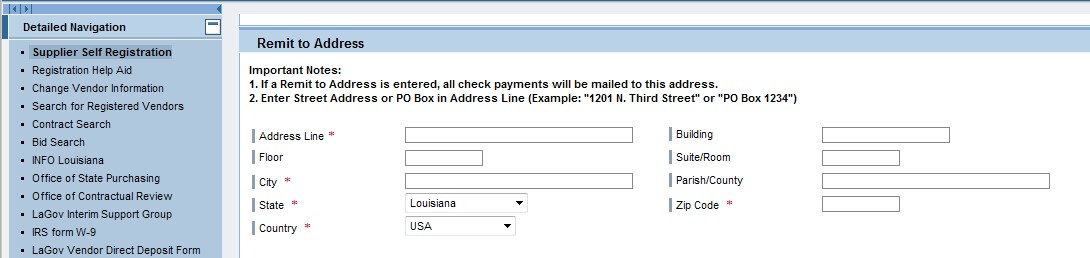 Detailed Navigation
Supplier Self Registration
Registration Help Aid
Change Vendor Information
Search for Registered Vendors
Contract Search
Bid Search
INFO Louisiana
Office of State Purchasing
Office of Contractual Review
LaGov Interim Support Group
IRS form W-9
LaGov Vendor Direct Deposit Form
Remit to Address
Important Notes:
1. If a Remit to Address is entered, all check payments will be mailed to this address.
2. Enter Street Address or PO Box in Address Line (Example: "1201 N. Third Street" or "PO Box 1234")
Address Line * Building
Floor Suite/Room
City * Parish/County
State * Louisiana Zip Code *
Country * USA